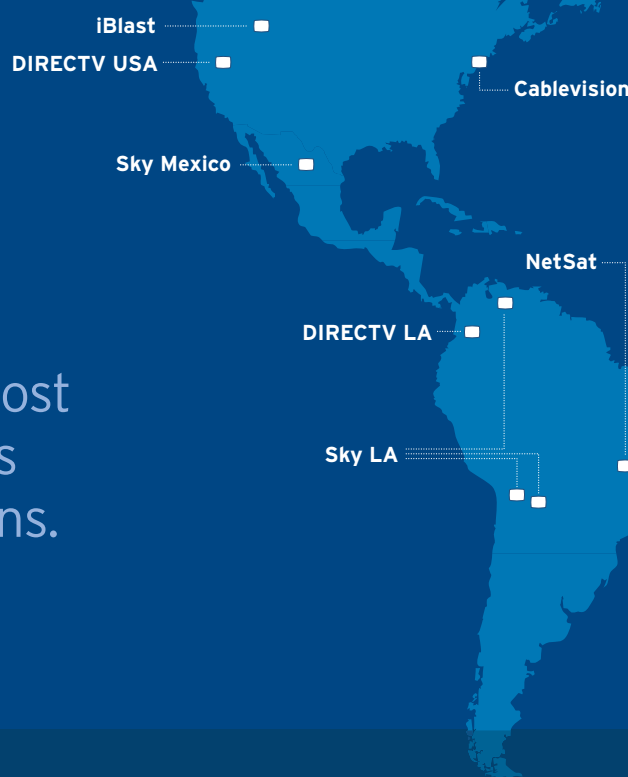 iBlast
DIRECTV USA
Cablevision
Sky Mexico
NetSat
DIRECTV LA
ost
s
ns.
Sky LA